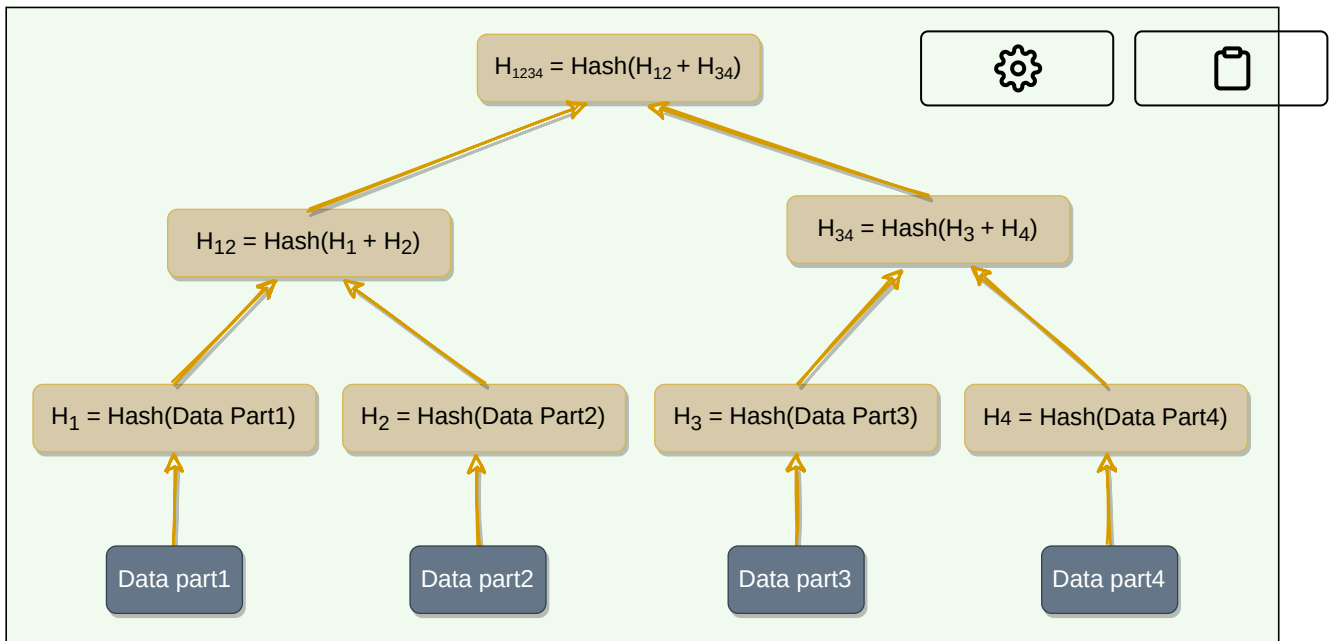 H₁₂₃₄ = Hash(H₁₂ + H₃₄)
H₁₂ = Hash(H₁ + H₂)
H₃₄ = Hash(H₃ + H₄)
H₁ = Hash(Data Part1)
H₂ = Hash(Data Part2)
H₃ = Hash(Data Part3)
H4 = Hash(Data Part4)
Data part1
Data part2
Data part3
Data part4